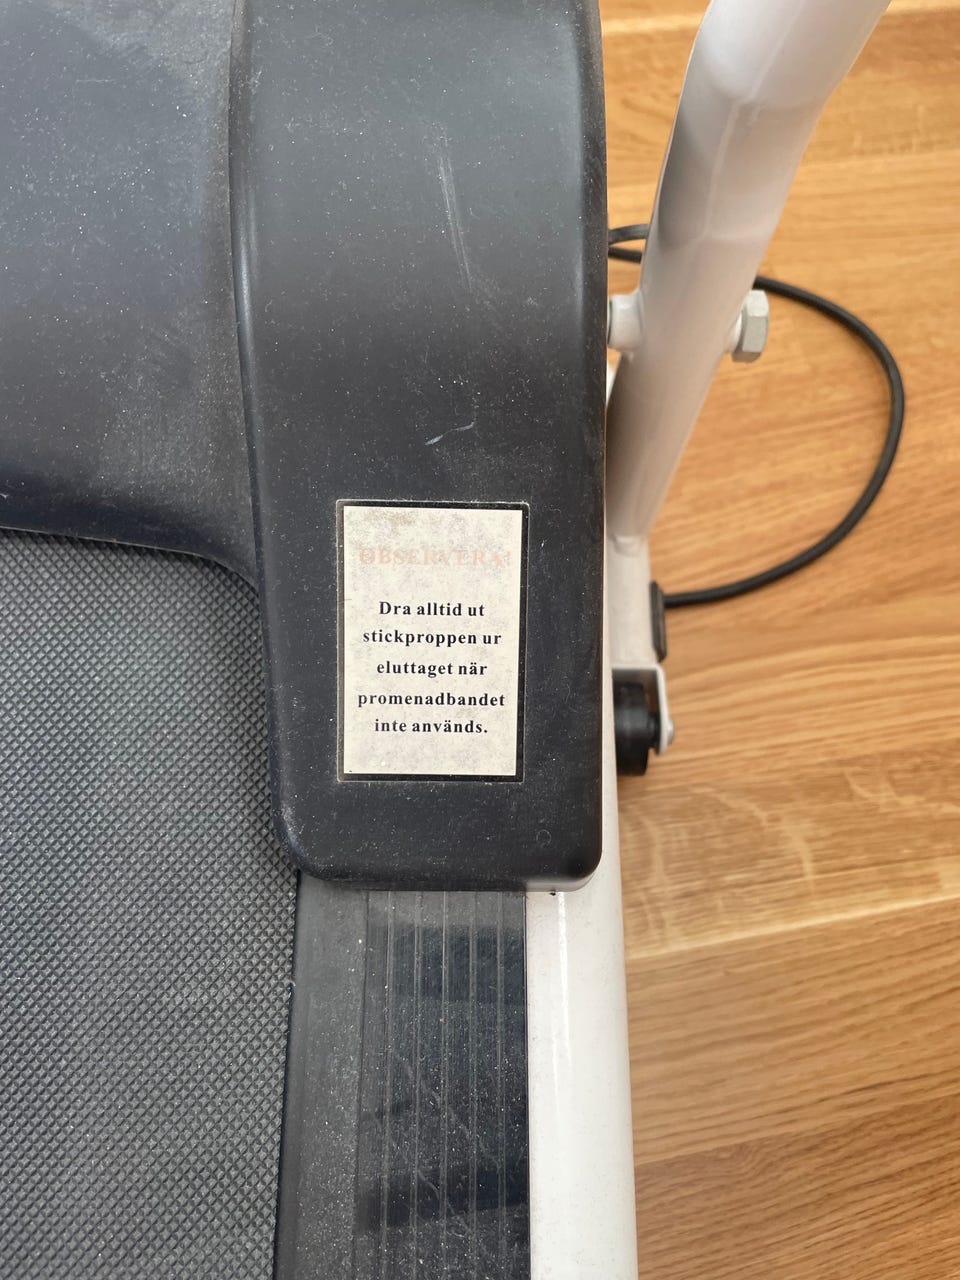 OBSERVERA!
Dra alltid ut
stickproppen ur
eluttaget när
promenadbandet
inte används.